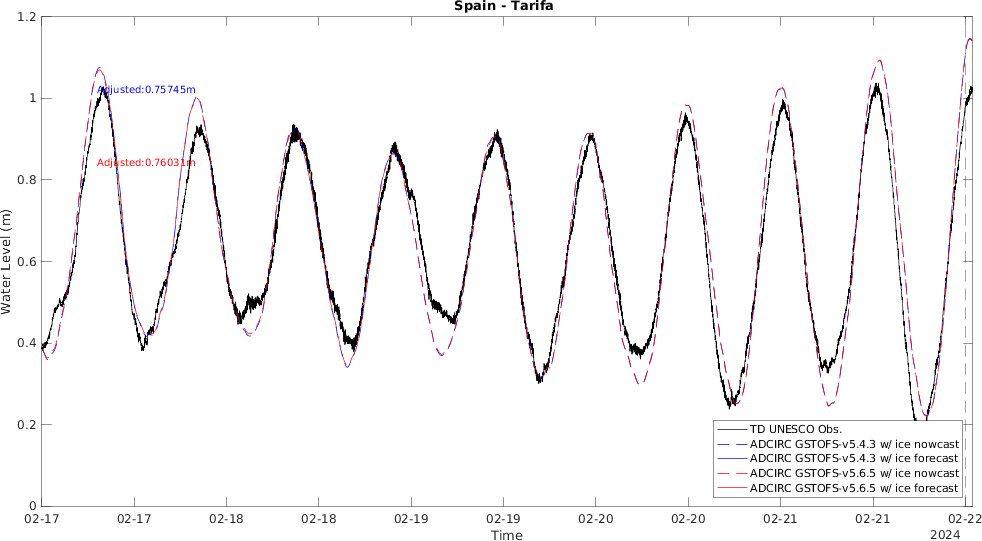 Spain - Tarifa
1.2
1
0.8
0.6
0.4
0.2
0
Water Level (m)
Adjusted:0.75745m
Adjusted:0.76031m
TD UNESCO Obs.
ADCIRC GSTOFS-v5.4.3 w/ ice nowcast
ADCIRC GSTOFS-v5.4.3 w/ ice forecast
ADCIRC GSTOFS-v5.6.5 w/ ice nowcast
ADCIRC GSTOFS-v5.6.5 w/ ice forecast
02-17 02-17 02-18 02-18 02-19 02-19 02-20 02-20 02-21 02-21 02-22
Time
2024